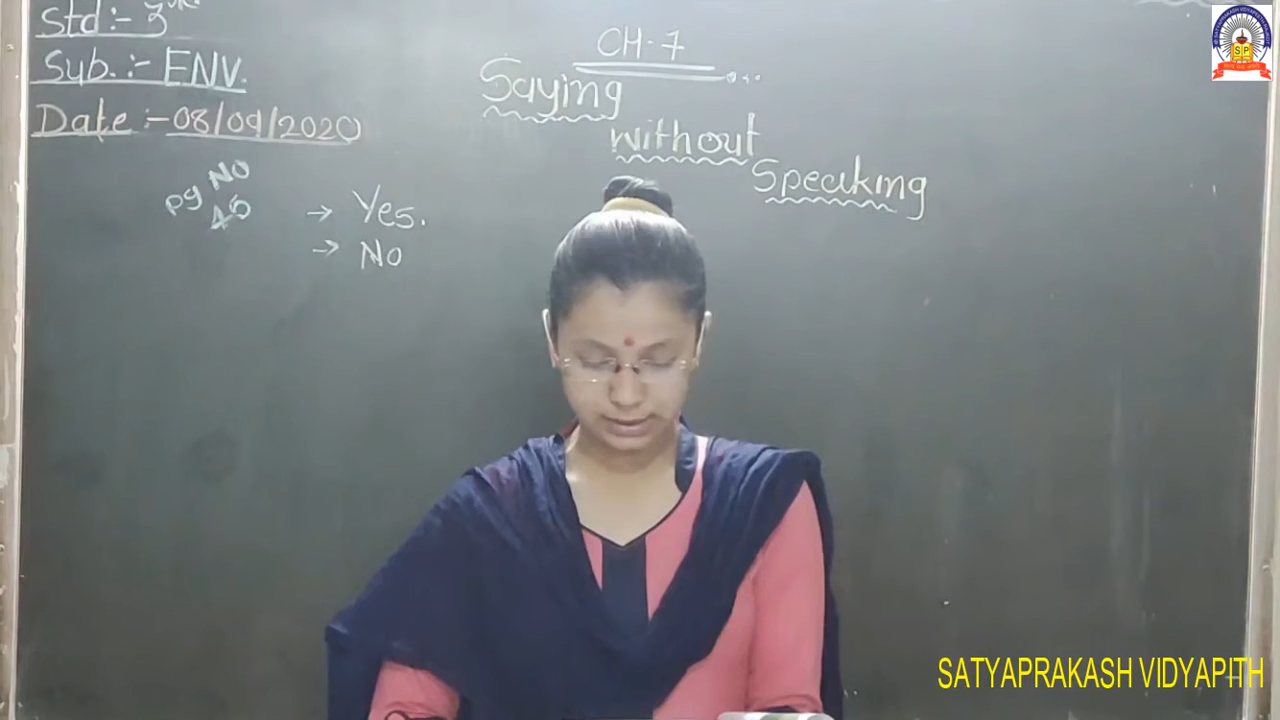 Std:- 3rd
Sub.:- ENV.
Date:-08/09/2020
CH-7
Saying
without
Speaking
pg No
→ Yes.
→ No
SP
SATYAPRAKASH VIDYAPITH